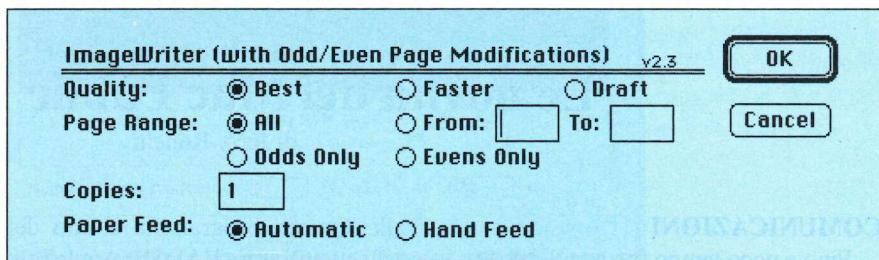 ImageWriter (with Odd/Even Page Modifications) v2.3 OK
Quality: Best Faster Draft
Page Range: All From: To: Cancel
Odds Only Evens Only
Copies: 1
Paper Feed: Automatic Hand Feed
COMUNICAZIONI